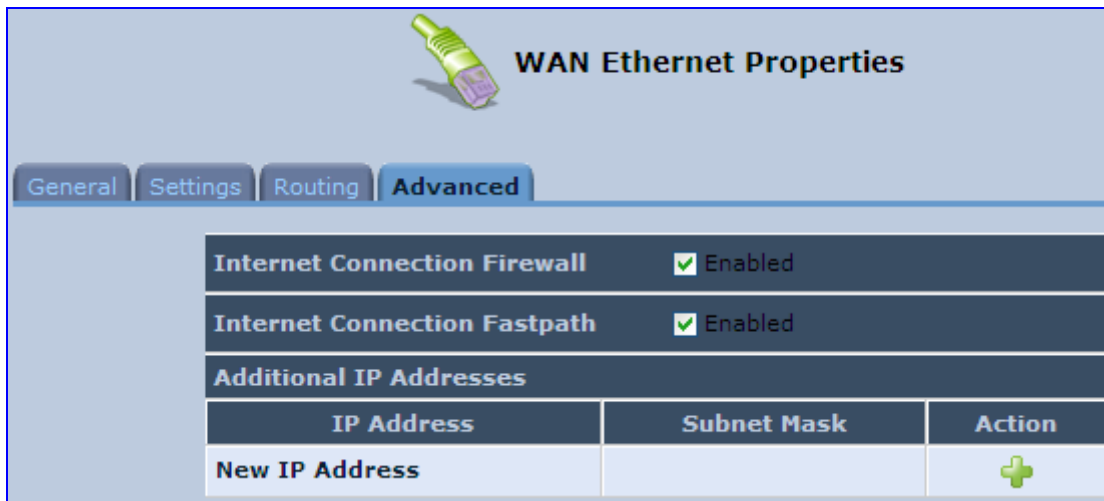 WAN Ethernet Properties
General Settings Routing Advanced
Internet Connection Firewall Enabled
Internet Connection Fastpath Enabled
Additional IP Addresses
IP Address Subnet Mask Action
New IP Address